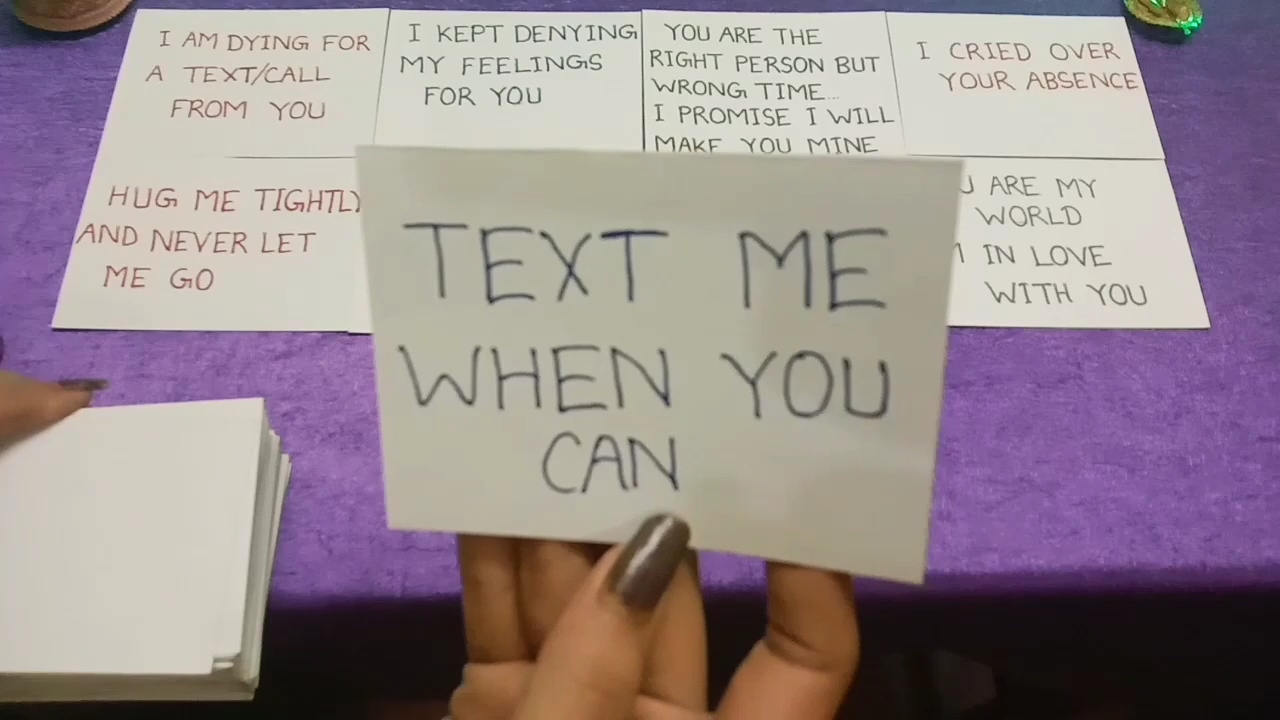 I AM DYING FOR
A TEXT/CALL
FROM YOU
I KEPT DENYING
MY FEELINGS
FOR YOU
YOU ARE THE
RIGHT PERSON BUT
WRONG TIME...
I PROMISE I WILL
MAKE YOU MINE
I CRIED OVER
YOUR ABSENCE
HUG ME TIGHTLY
AND NEVER LET
ME GO
TEXT ME
WHEN YOU
CAN
ARE MY
WORLD
IN LOVE
WITH YOU